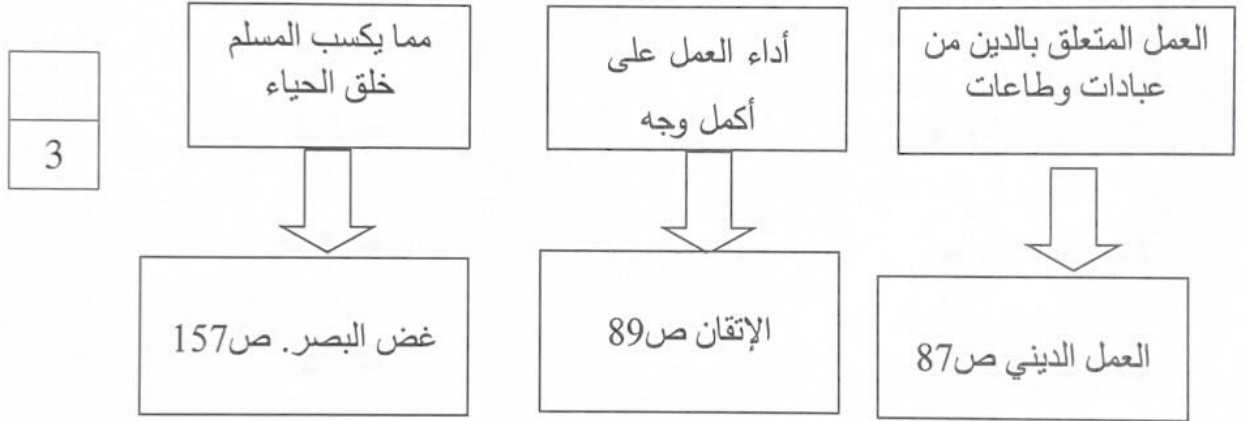 العمل المتعلق بالدين من
عبادات وطاعات
أداء العمل على
أكمل وجه
مما يكسب المسلم
خلق الحياء
3
العمل الديني ص87
الإتقان ص89
غض البصر. ص157